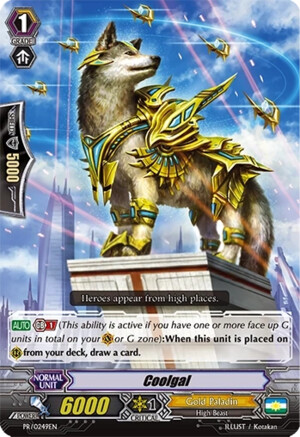 1
GRADE
5000
Heroes appear from high places.
AUTO GB 1 (This ability is active if you have one or more face up G
units in total on your or G zone):When this unit is placed on
from your deck, draw a card.
NORMAL
UNIT
Coolgal
POWER
6000
1
CRITICAL
Gold Paladin
High Beast
PR/0249EN
ILLUST / Kotakan